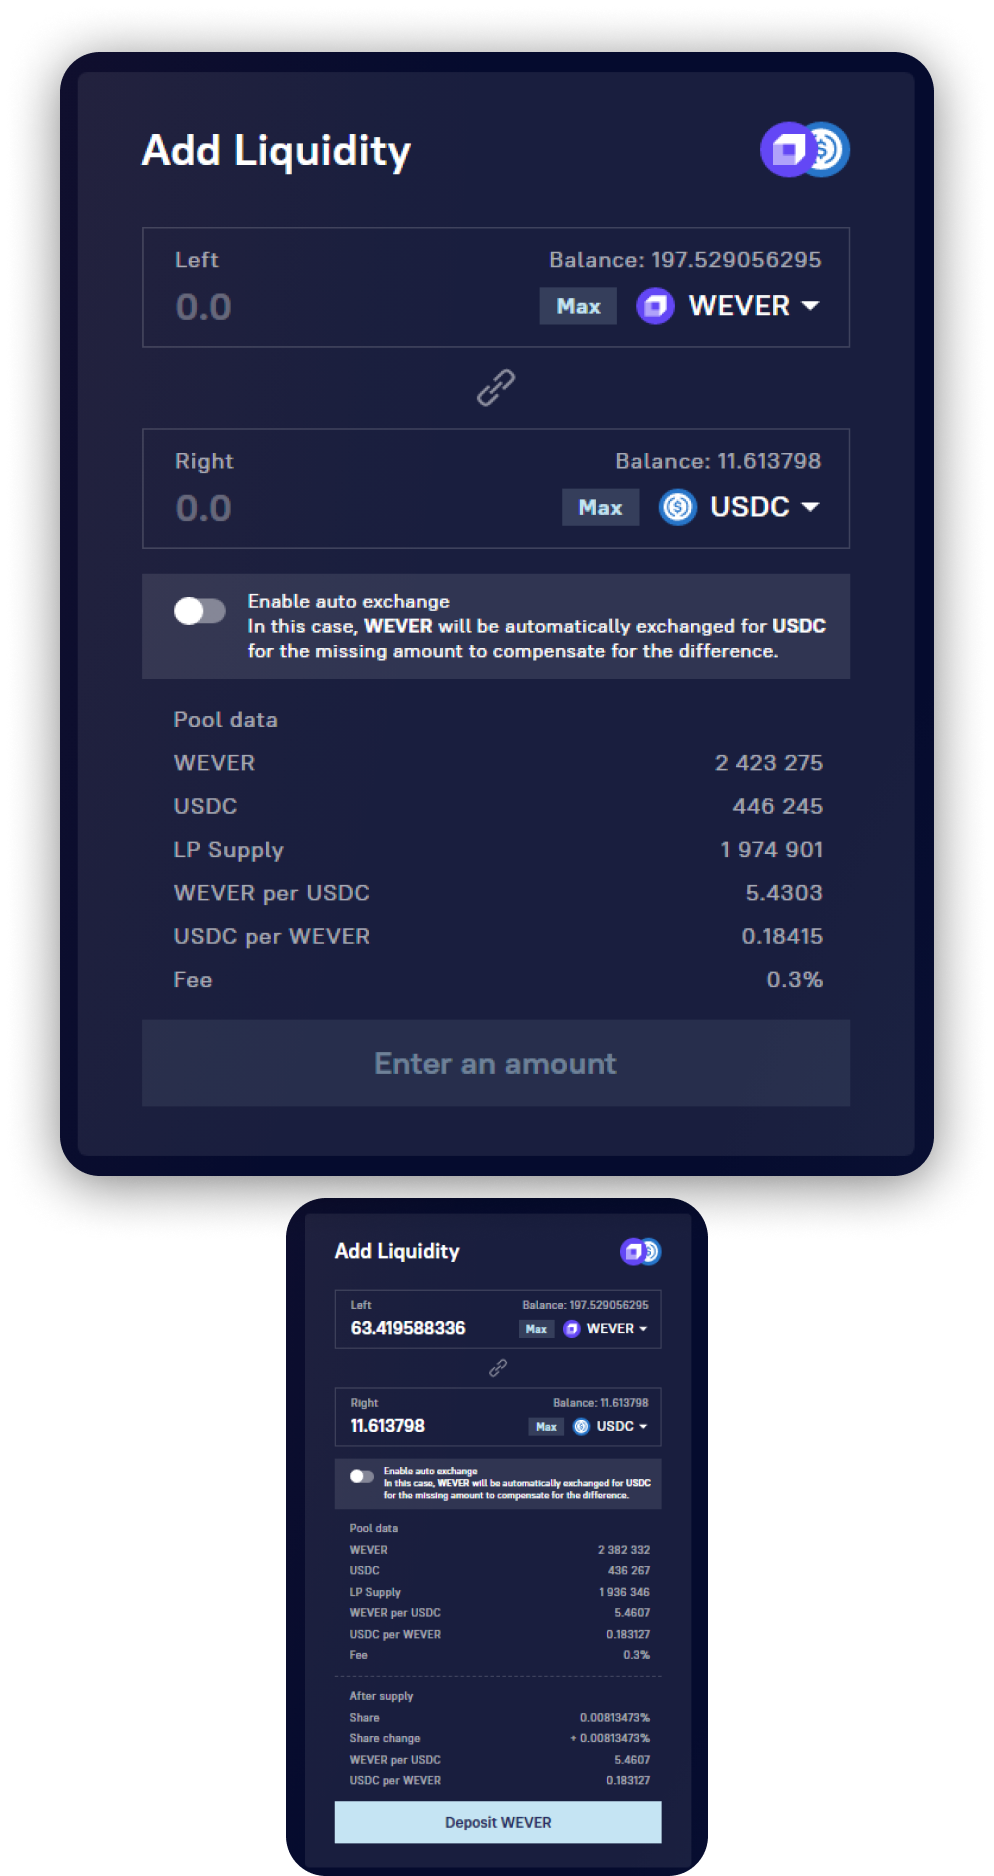 Add Liquidity
Left Balance: 197.529056295
0.0 Max WEVER
Right Balance: 11.613798
0.0 Max USDC
Enable auto exchange
In this case, WEVER will be automatically exchanged for USDC
for the missing amount to compensate for the difference.
Pool data
WEVER 2 423 275
USDC 446 245
LP Supply 1 974 901
WEVER per USDC 5.4303
USDC per WEVER 0.18415
Fee 0.3%
Enter an amount
Add Liquidity
Left Balance: 197.529056295
63.419588336 Max WEVER
Right Balance: 11.613798
11.613798 Max USDC
Enable auto exchange
In this case, WEVER will be automatically exchanged for USDC
for the missing amount to compensate for the difference.
Pool data
WEVER 2 382 332
USDC 436 267
LP Supply 1 936 346
WEVER per USDC 5.4607
USDC per WEVER 0.183127
Fee 0.3%
After supply
Share 0.00813473%
Share change + 0.00813473%
WEVER per USDC 5.4607
USDC per WEVER 0.183127
Deposit WEVER